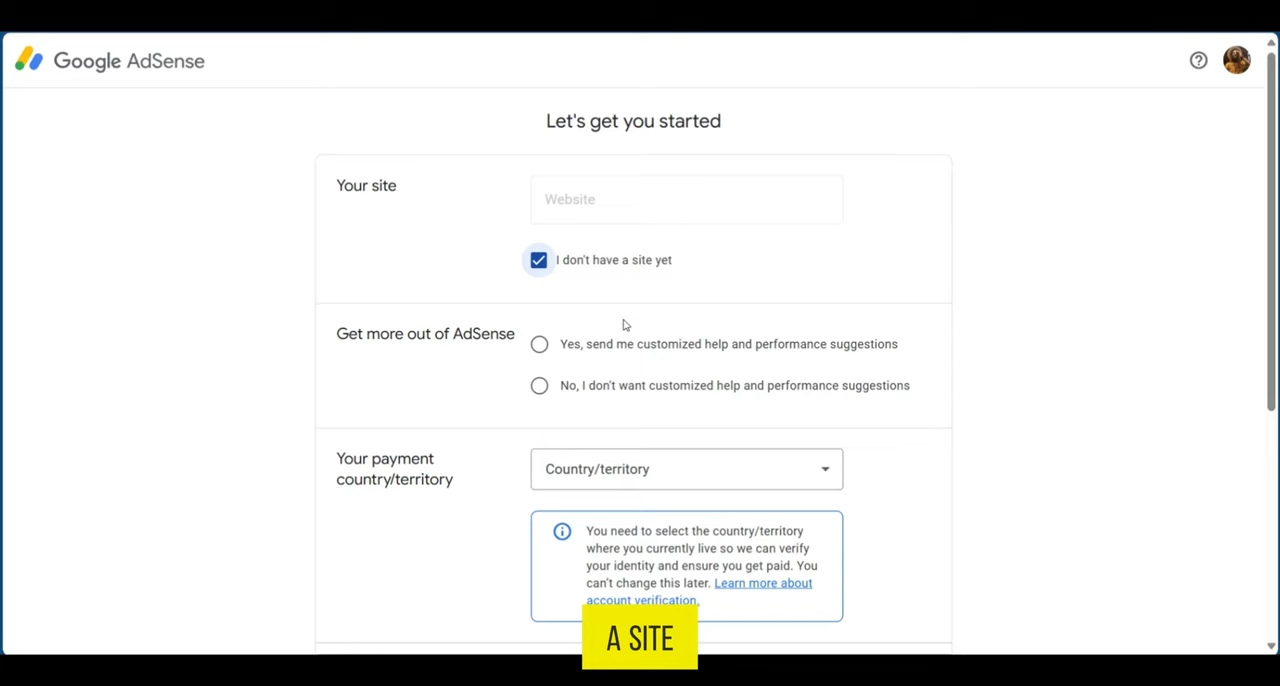 Google AdSense
Let's get you started
Your site
Website
I don't have a site yet
Get more out of AdSense
Yes, send me customized help and performance suggestions
No, I don't want customized help and performance suggestions
Your payment
country/territory
Country/territory
You need to select the country/territory
where you currently live so we can verify
your identity and ensure you get paid. You
can't change this later. Learn more about
account verification.
A SITE